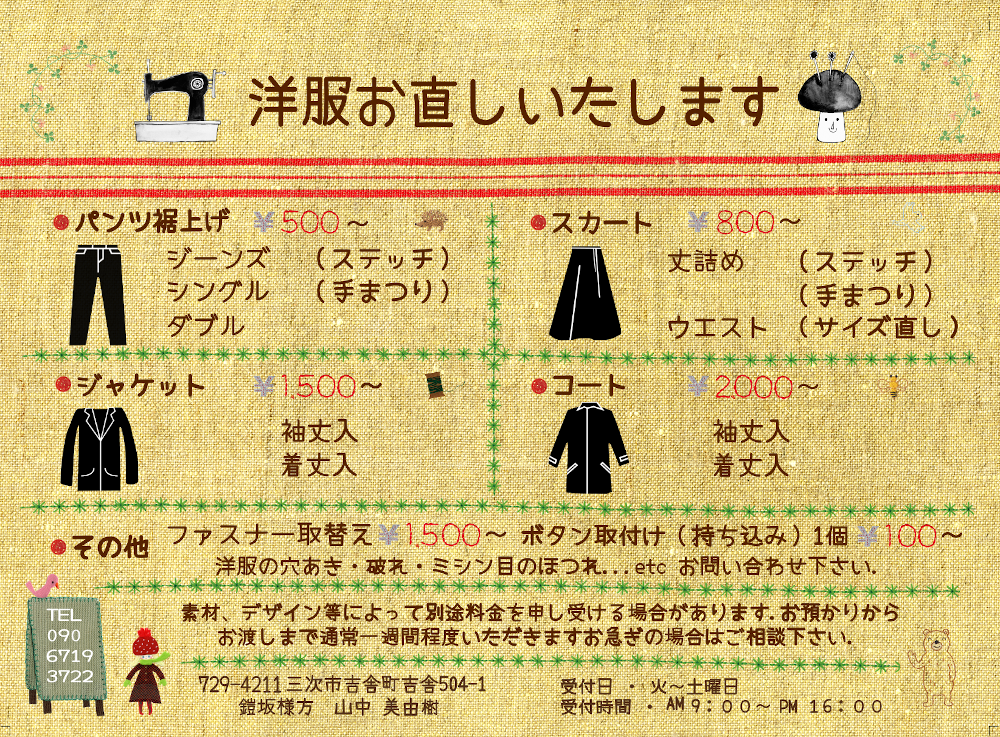 洋服お直しいたします
●パンツ裾上げ ￥500～
ジーンズ （ステッチ）
シングル （手まつり）
ダブル
●スカート ￥800～
丈詰め （ステッチ）
（手まつり）
ウエスト （サイズ直し）
●ジャケット ￥1,500～
袖丈入
着丈入
●コート ￥2,000～
袖丈入
着丈入
●その他 ファスナー取替え￥1,500～ ボタン取付け（持ち込み）1個￥100～
洋服の穴あき・破れ・ミシン目のほつれ...etc お問い合わせ下さい.
素材、デザイン等によって別途料金を申し受ける場合があります.お預かりから
お渡しまで通常一週間程度いただきますお急ぎの場合はご相談下さい.
TEL
090
6719
3722
729-4211三次市吉舎町吉舎504-1
鎧坂様方 山中 美由樹
受付日 ・ 火～土曜日
受付時間・AM9：00～PM 16：00